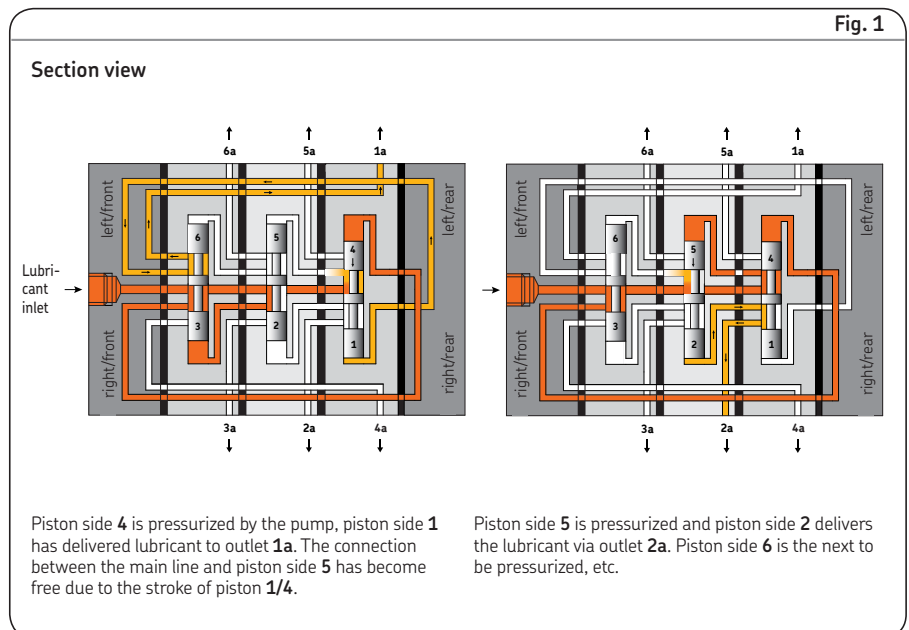 Fig. 1
Section view
6a 5a 1a
left/front
left/rear
6 5 4
Lubri-
cant
inlet
3 2 1
right/front
right/rear
3a 2a 4a
6a 5a 1a
left/front
left/rear
6 5 4
3 2 1
right/front
right/rear
3a 2a 4a
Piston side 4 is pressurized by the pump, piston side 1
has delivered lubricant to outlet 1a. The connection
between the main line and piston side 5 has become
free due to the stroke of piston 1/4.
Piston side 5 is pressurized and piston side 2 delivers
the lubricant via outlet 2a. Piston side 6 is the next to
be pressurized, etc.